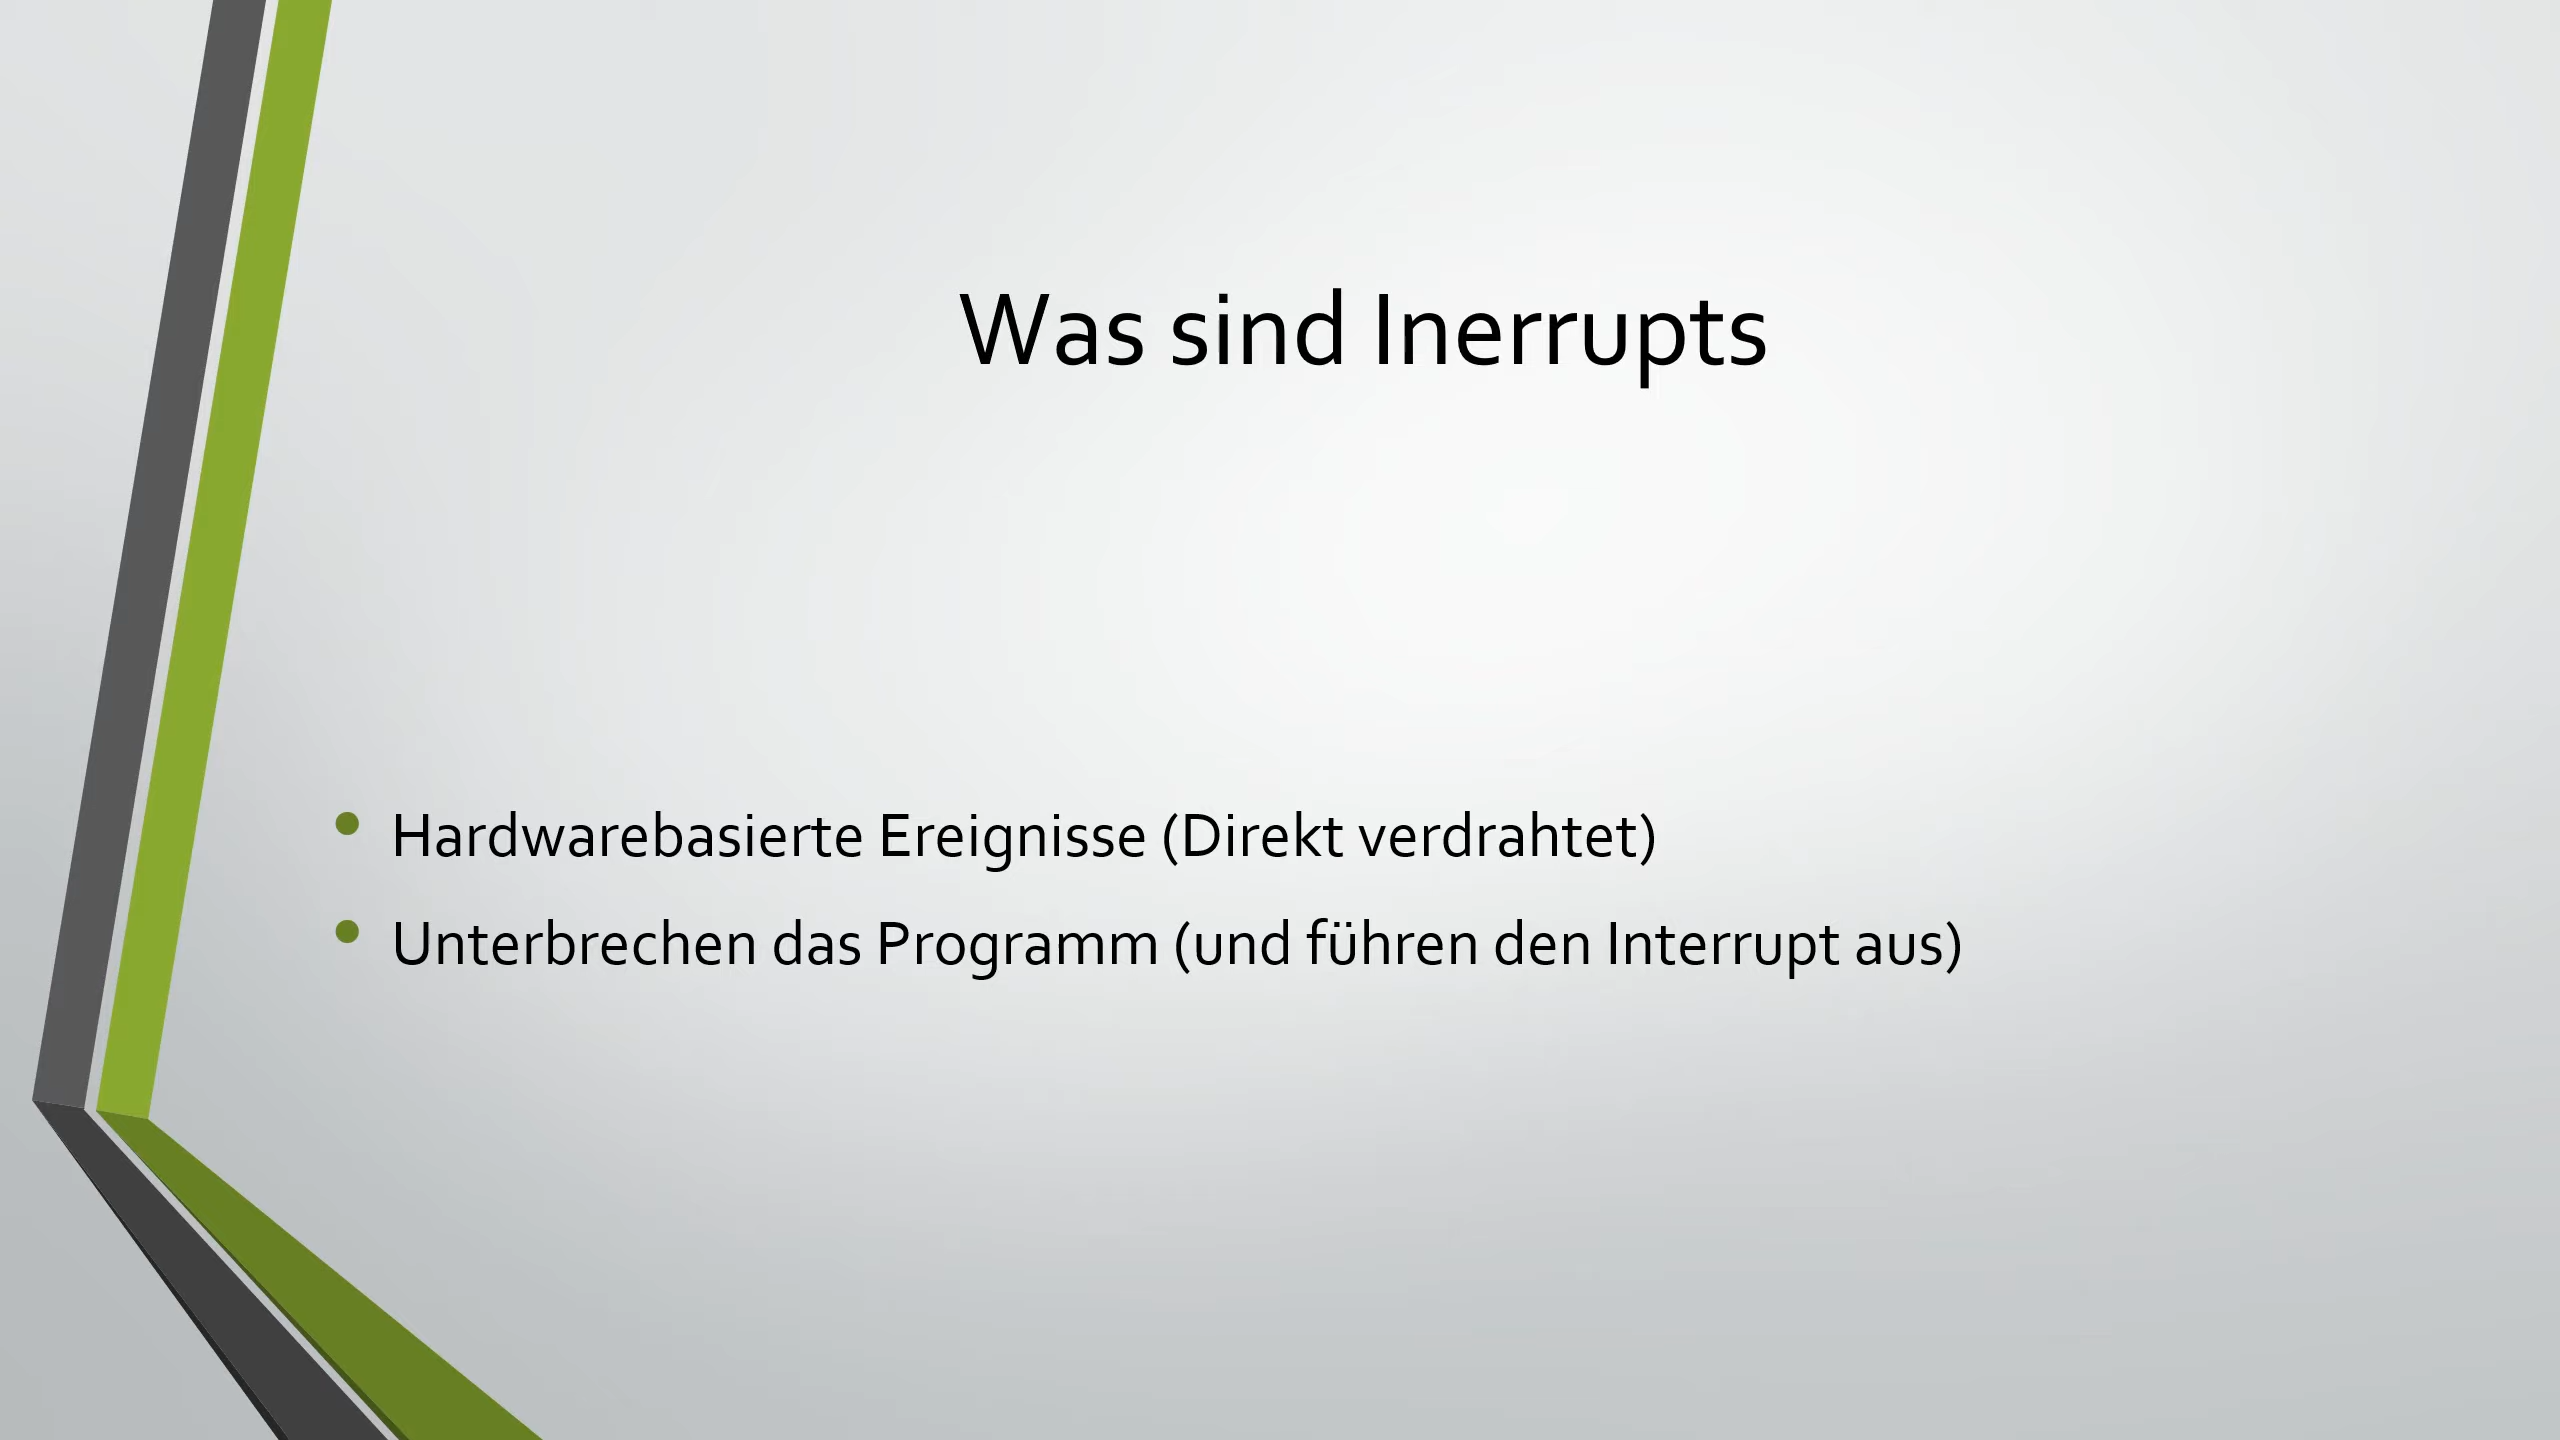 Was sind Inerrupts
• Hardwarebasierte Ereignisse (Direkt verdrahtet)
• Unterbrechen das Programm (und führen den Interrupt aus)